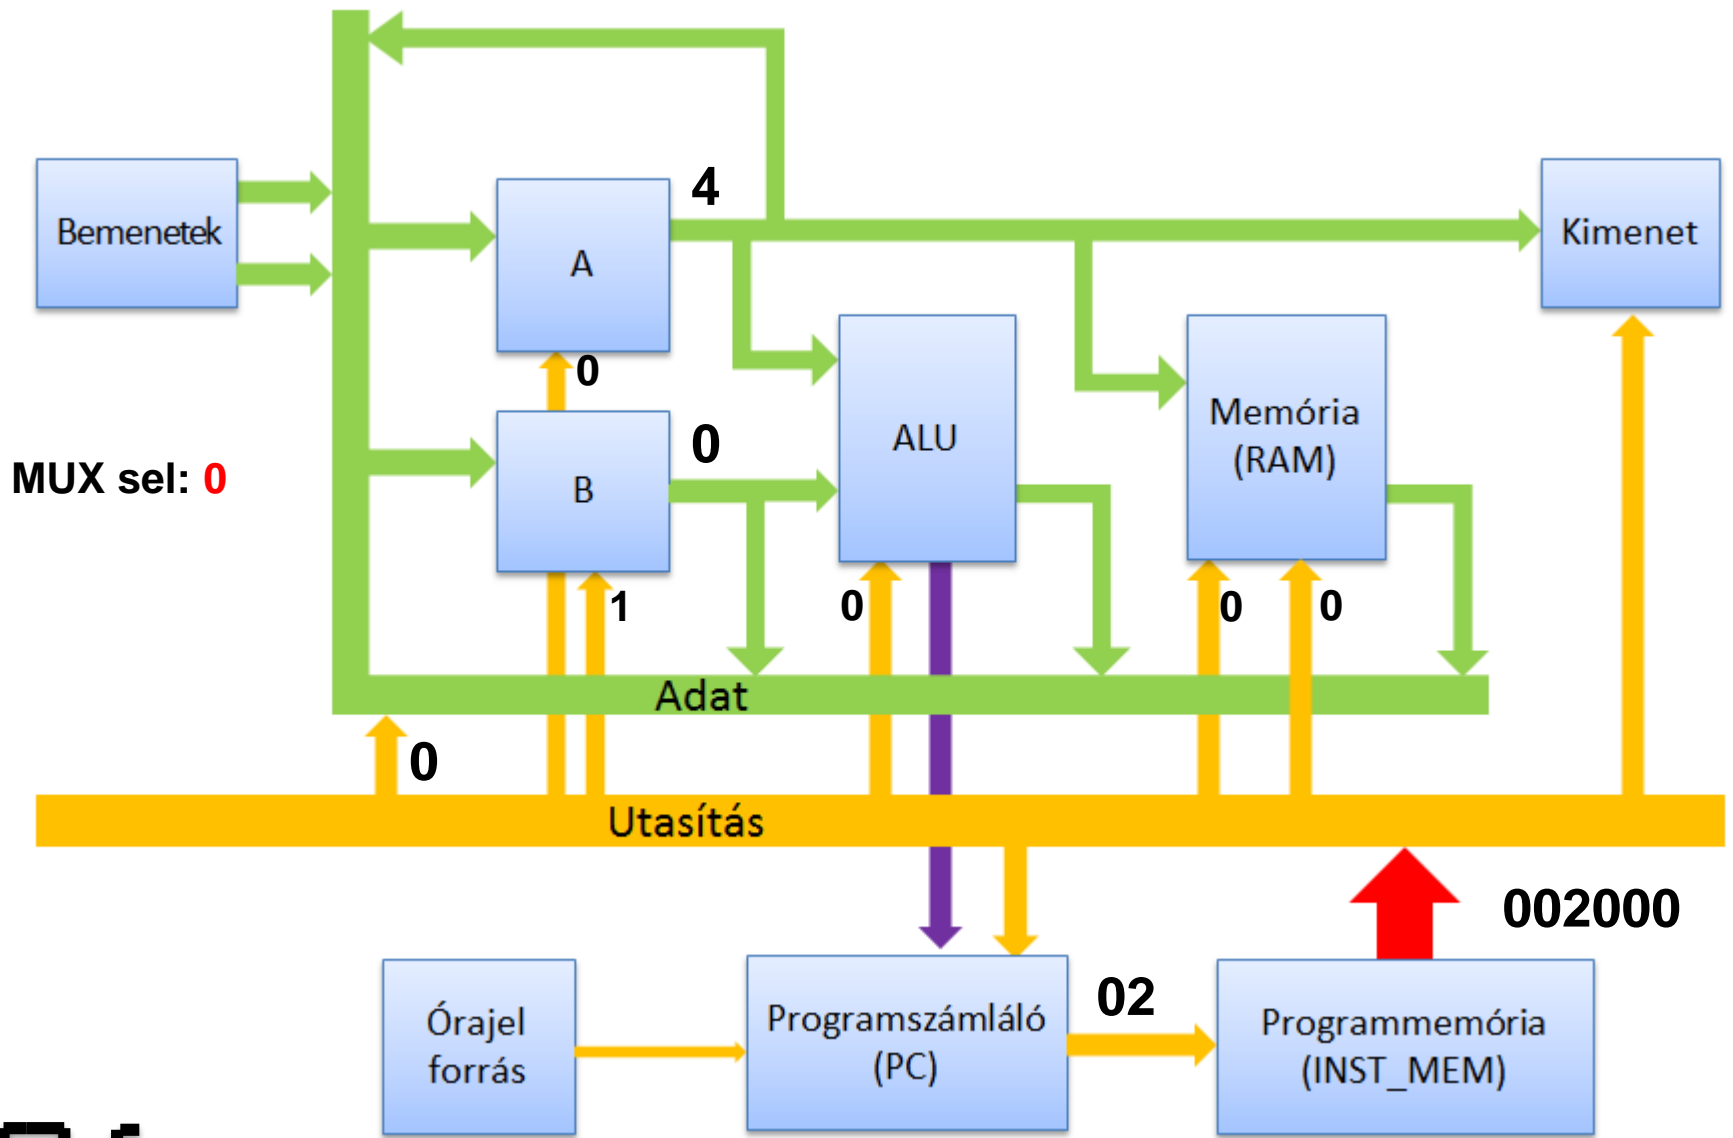 4
Bemenetek
A
Kimenet
0
ALU
Memória
(RAM)
0
MUX sel: 0
B
1
0
0
0
Adat
0
Utasítás
002000
02
Órajel
forrás
Programszámláló
(PC)
Programmemória
(INST_MEM)